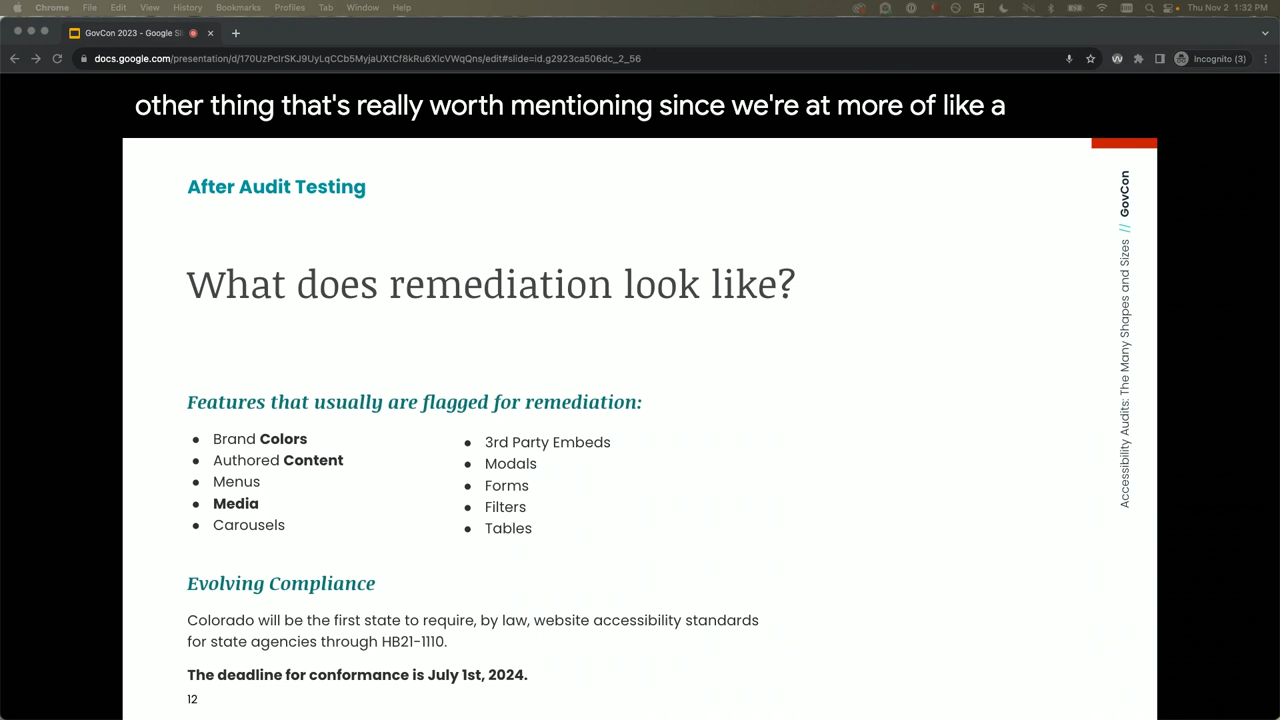 Chrome File Edit View History Bookmarks Profiles Tab Window Help
Thu Nov 2 1:32 PM
GovCon 2023 - Google Sl
docs.google.com/presentation/d/170UzPcIrSKJ9UyLqCCb5MyjaUXtCf8kRu6XIcVWqQns/edit#slide=id.g2923ca506dc_2_56
Incognito (3)
other thing that's really worth mentioning since we're at more of like a
After Audit Testing
What does remediation look like?
Features that usually are flagged for remediation:
● Brand Colors
● Authored Content
● Menus
● Media
● Carousels
● 3rd Party Embeds
● Modals
● Forms
● Filters
● Tables
Evolving Compliance
Colorado will be the first state to require, by law, website accessibility standards
for state agencies through HB21-1110.
The deadline for conformance is July 1st, 2024.
12
Accessibility Audits: The Many Shapes and Sizes // GovCon